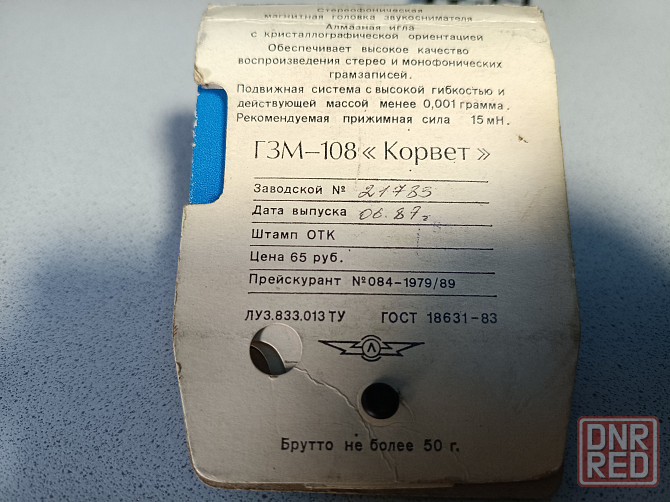 Стереофоническая
магнитная головка звукоснимателя
Алмазная игла
с кристаллографической ориентацией
Обеспечивает высокое качество
воспроизведения стерео и монофонических
грамзаписей.
Подвижная система с высокой гибкостью и
действующей массой менее 0,001 грамма.
Рекомендуемая прижимная сила 15 мН.
ГЗМ–108 « Корвет »
Заводской № 21785
Дата выпуска 06.87г
Штамп ОТК
Цена 65 руб.
Прейскурант №084-1979/89
ЛУ3.833.013 ТУ ГОСТ 18631-83
Л
Брутто не более 50 г.
DNR
RED